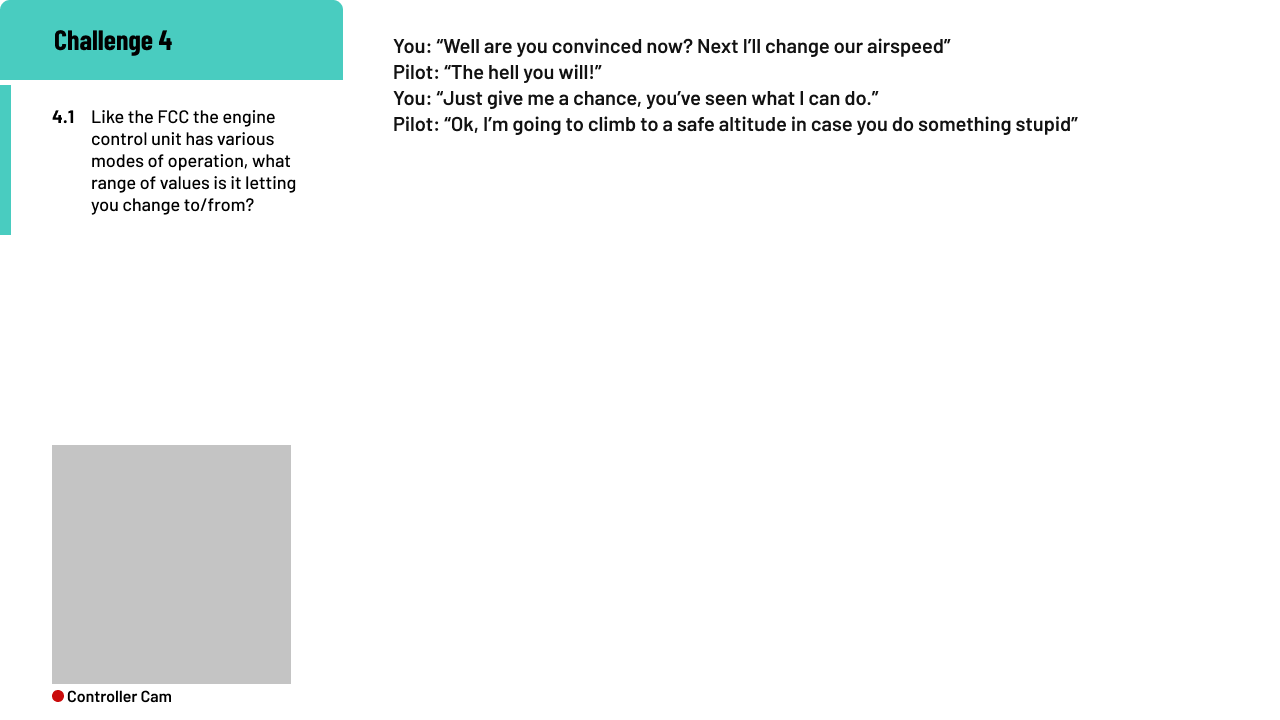 Challenge 4
4.1 Like the FCC the engine
control unit has various
modes of operation, what
range of values is it letting
you change to/from?
You: “Well are you convinced now? Next I’ll change our airspeed”
Pilot: “The hell you will!”
You: “Just give me a chance, you’ve seen what I can do.”
Pilot: “Ok, I’m going to climb to a safe altitude in case you do something stupid”
Controller Cam